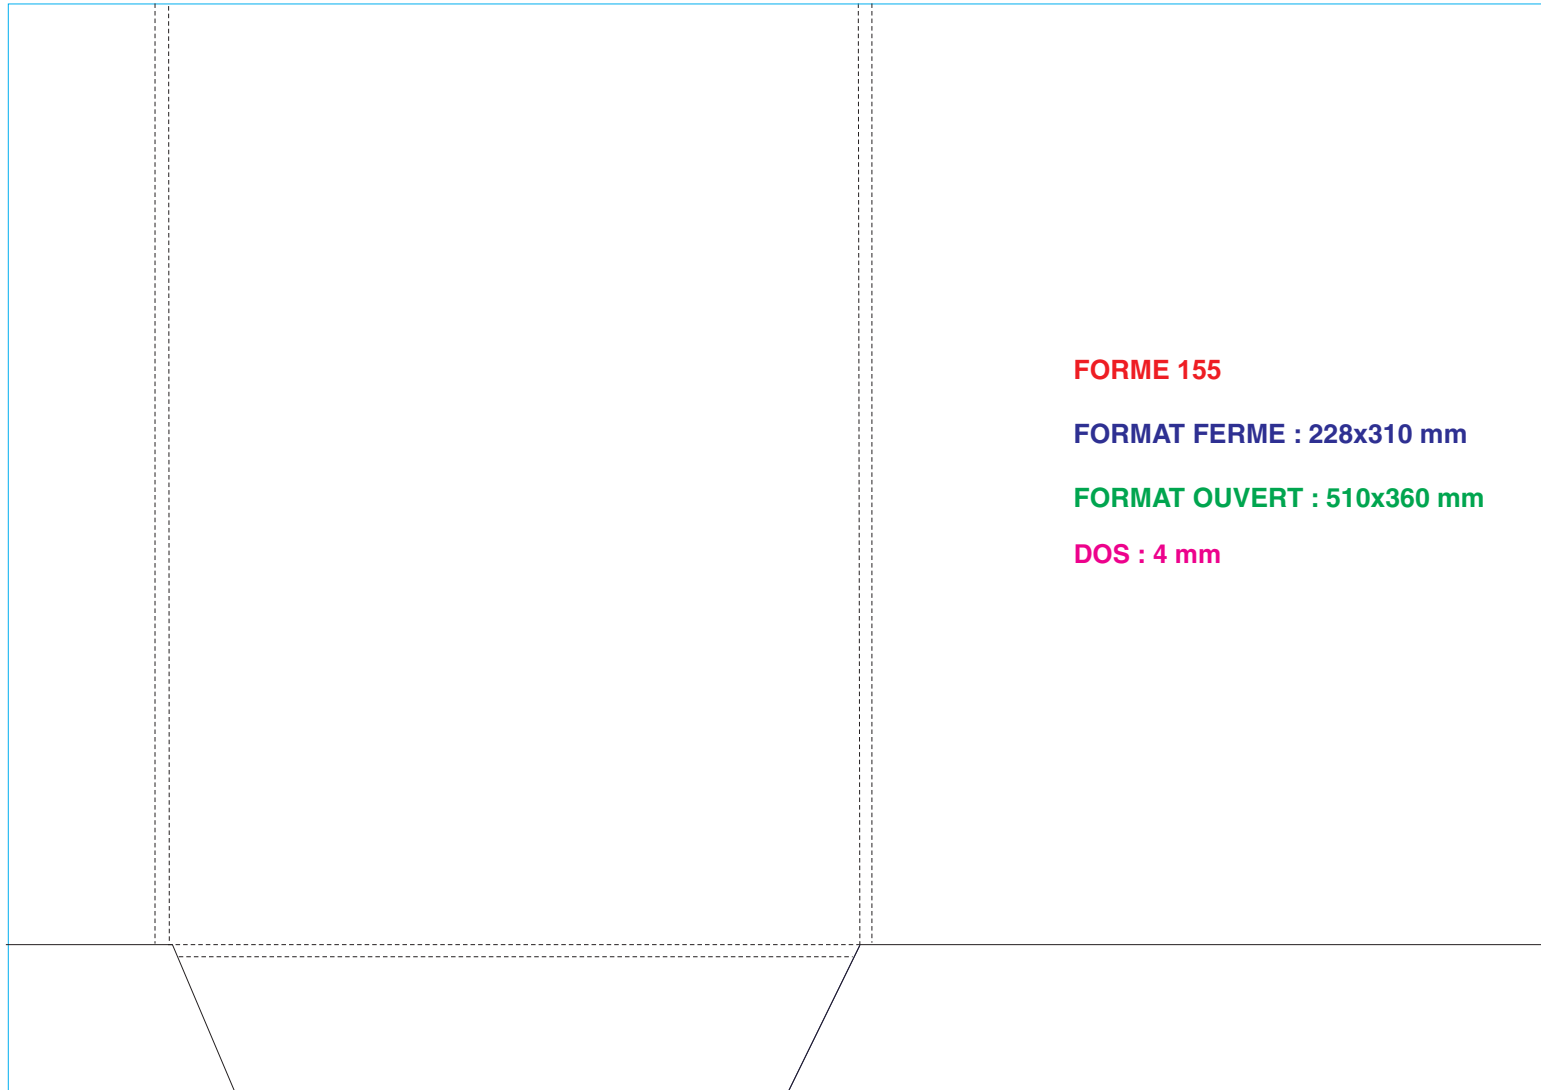 FORME 155
FORMAT FERME : 228x310 mm
FORMAT OUVERT : 510x360 mm
DOS : 4 mm